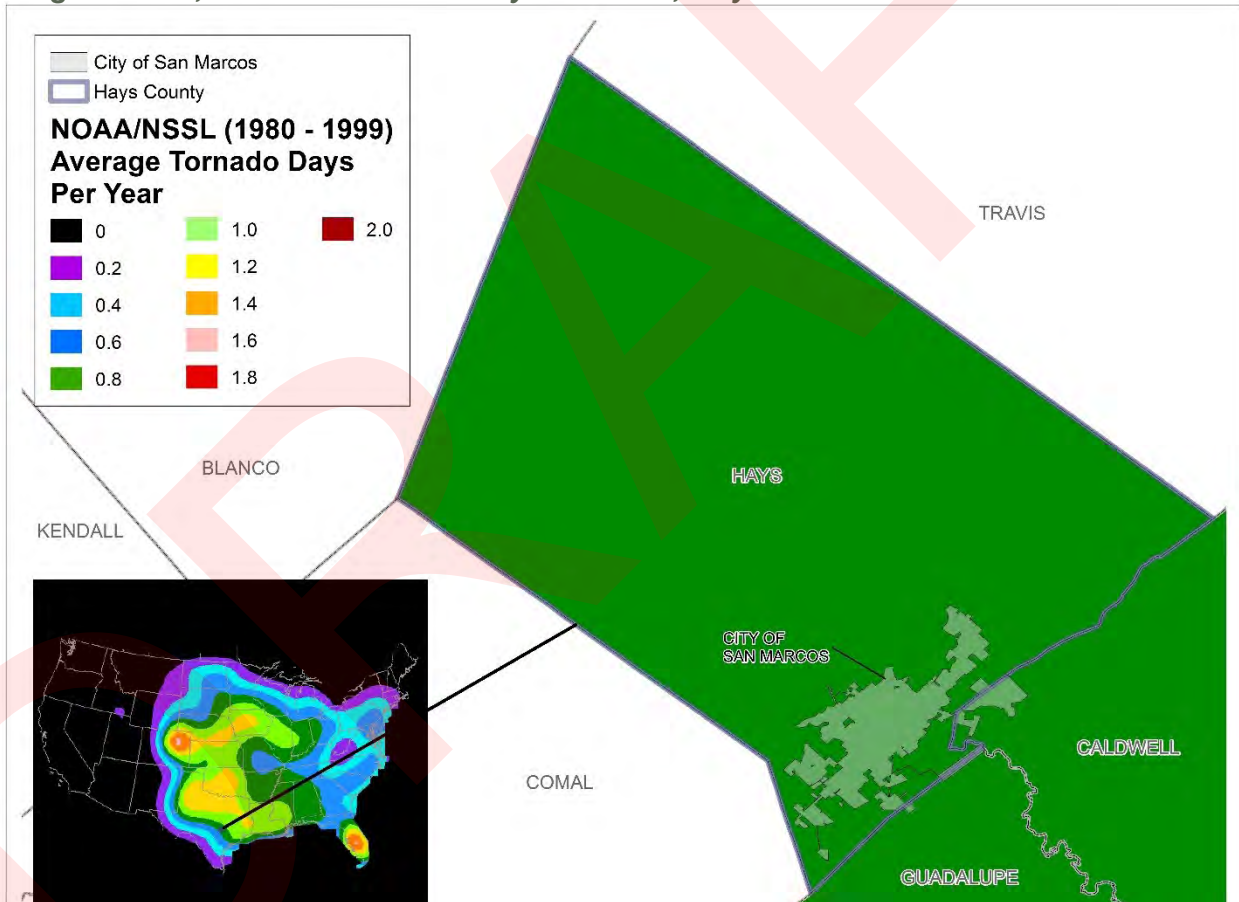 City of San Marcos
Hays County
NOAA/NSSL (1980 - 1999)
Average Tornado Days
Per Year
0
0.2
0.4
0.6
0.8
1.0
1.2
1.4
1.6
1.8
2.0
TRAVIS
BLANCO
HAYS
KENDALL
CITY OF
SAN MARCOS
CALDWELL
COMAL
GUADALUPE